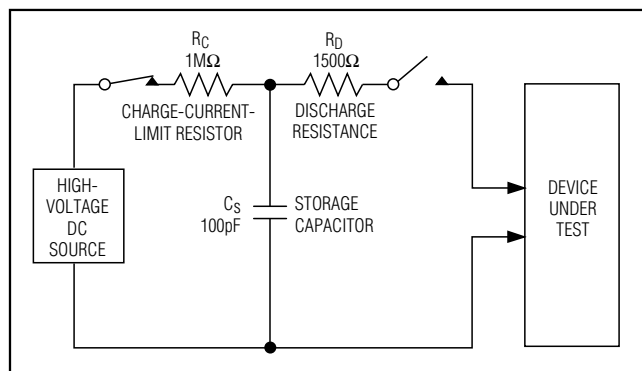 R_C
1MΩ
CHARGE-CURRENT-
LIMIT RESISTOR
R_D
1500Ω
DISCHARGE
RESISTANCE
HIGH-
VOLTAGE
DC
SOURCE
C_S
100pF
STORAGE
CAPACITOR
DEVICE
UNDER
TEST